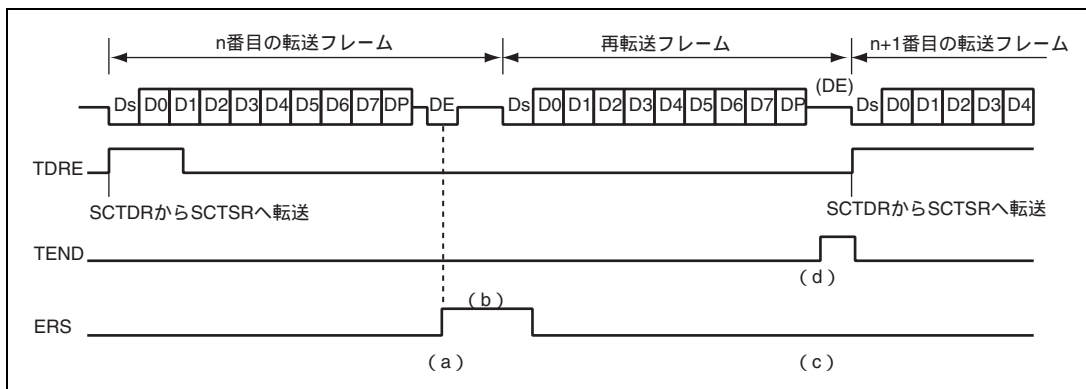 n番目の転送フレーム 再転送フレーム n+1番目の転送フレーム
(DE)
Ds D0 D1 D2 D3 D4 D5 D6 D7 DP DE Ds D0 D1 D2 D3 D4 D5 D6 D7 DP Ds D0 D1 D2 D3 D4
TDRE
SCTDRからSCTSRへ転送 SCTDRからSCTSRへ転送
TEND
(d)
(b)
ERS
(a) (c)